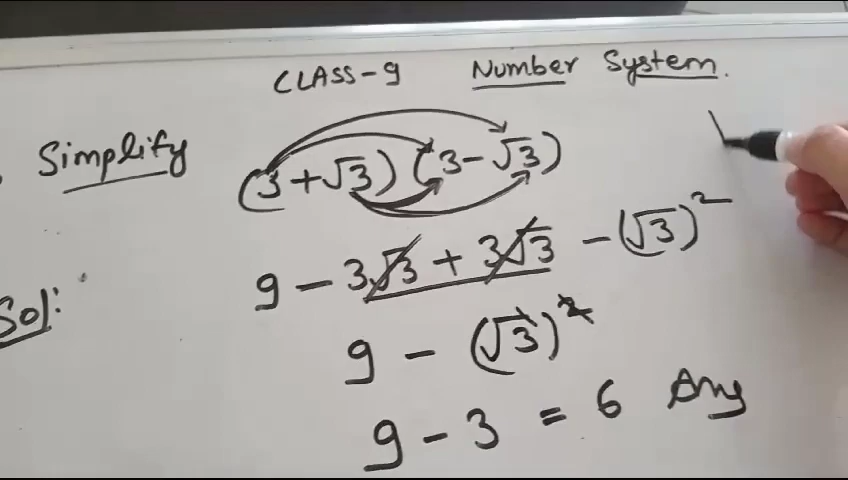 CLASS-9 Number System.
Simplify (3+√3) (3-√3)
9 - 3√3 + 3√3 - (√3)²
Sol:
9 - (√3)²
9 - 3 = 6 Ans